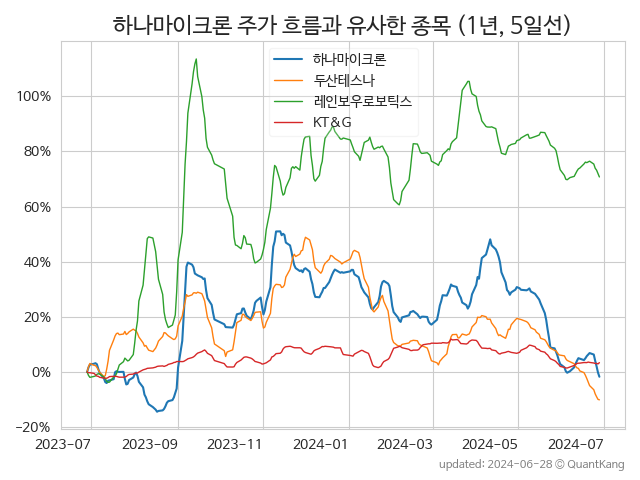 하나마이크론 주가 흐름과 유사한 종목 (1년, 5일선)
하나마이크론
두산테스나
레인보우로보틱스
KT&G
100%
80%
60%
40%
20%
0%
−20%
2023-07 2023-09 2023-11 2024-01 2024-03 2024-05 2024-07
updated: 2024-06-28 © QuantKang